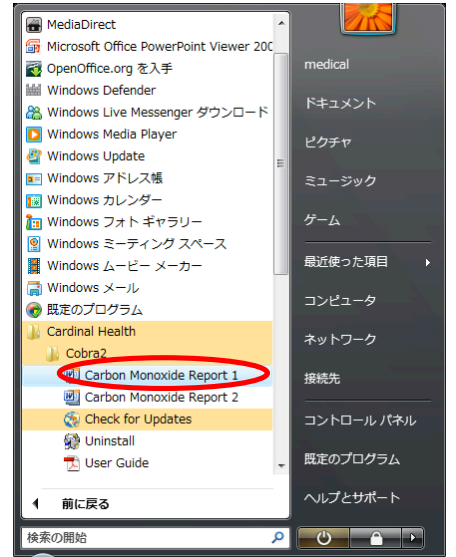 MediaDirect
Microsoft Office PowerPoint Viewer 200
OpenOffice.org を入手
Windows Defender
Windows Live Messenger ダウンロード
Windows Media Player
Windows Update
Windows アドレス帳
Windows カレンダー
Windows フォト ギャラリー
Windows ミーティング スペース
Windows ムービー メーカー
Windows メール
既定のプログラム
Cardinal Health
Cobra2
Carbon Monoxide Report 1
Carbon Monoxide Report 2
Check for Updates
Uninstall
User Guide
前に戻る
検索の開始
medical
ドキュメント
ピクチャ
ミュージック
ゲーム
最近使った項目
コンピュータ
ネットワーク
接続先
コントロール パネル
既定のプログラム
ヘルプとサポート